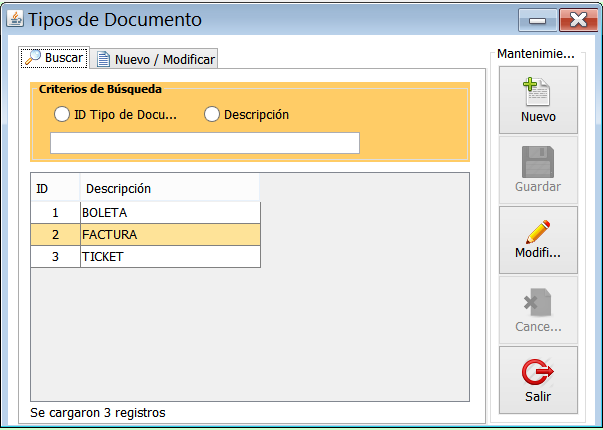 Tipos de Documento
Buscar
Nuevo / Modificar
Criterios de Búsqueda
ID Tipo de Docu...
Descripción
ID
Descripción
1 BOLETA
2 FACTURA
3 TICKET
Se cargaron 3 registros
Mantenimie...
Nuevo
Guardar
Modifi...
Cance...
Salir